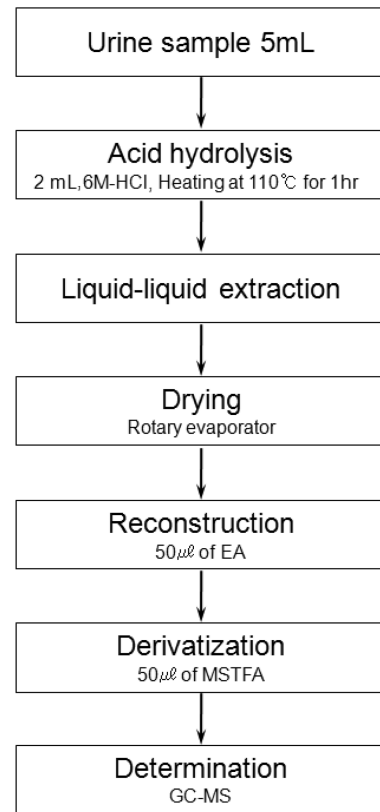 Urine sample 5mL
Acid hydrolysis
2 mL,6M-HCl, Heating at 110℃ for 1hr
Liquid-liquid extraction
Drying
Rotary evaporator
Reconstruction
50㎕ of EA
Derivatization
50㎕ of MSTFA
Determination
GC-MS